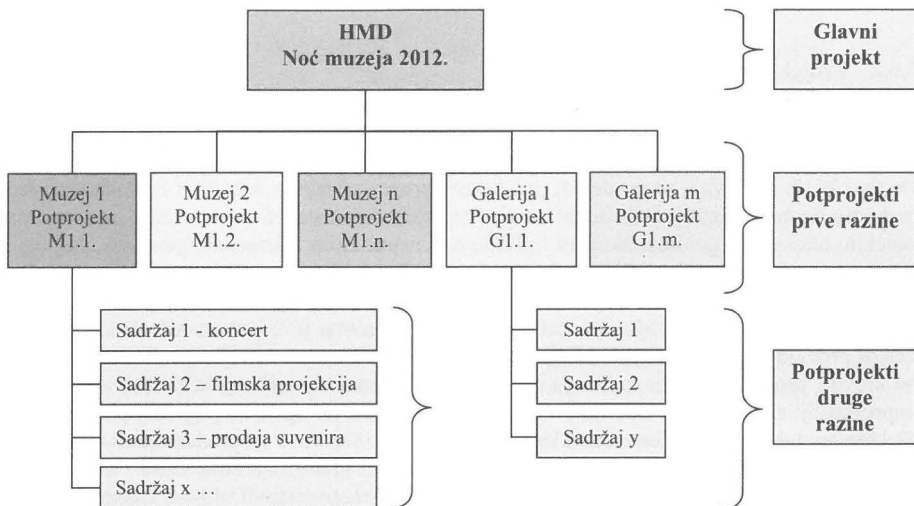 HMD
Noć muzeja 2012.
Glavni
projekt
Muzej 1
Potprojekt
M1.1.
Muzej 2
Potprojekt
M1.2.
Muzej n
Potprojekt
M1.n.
Galerija
Potprojekt
G1.1.
Galerija m
Potprojekt
G1.m.
Potprojekti
prve razine
Sadržaj 1 - koncert
Sadržaj 2 – filmska projekcija
Sadržaj 3 – prodaja suvenira
Sadržaj x ...
Sadržaj 1
Sadržaj 2
Sadržaj y
Potprojekti
druge
razine